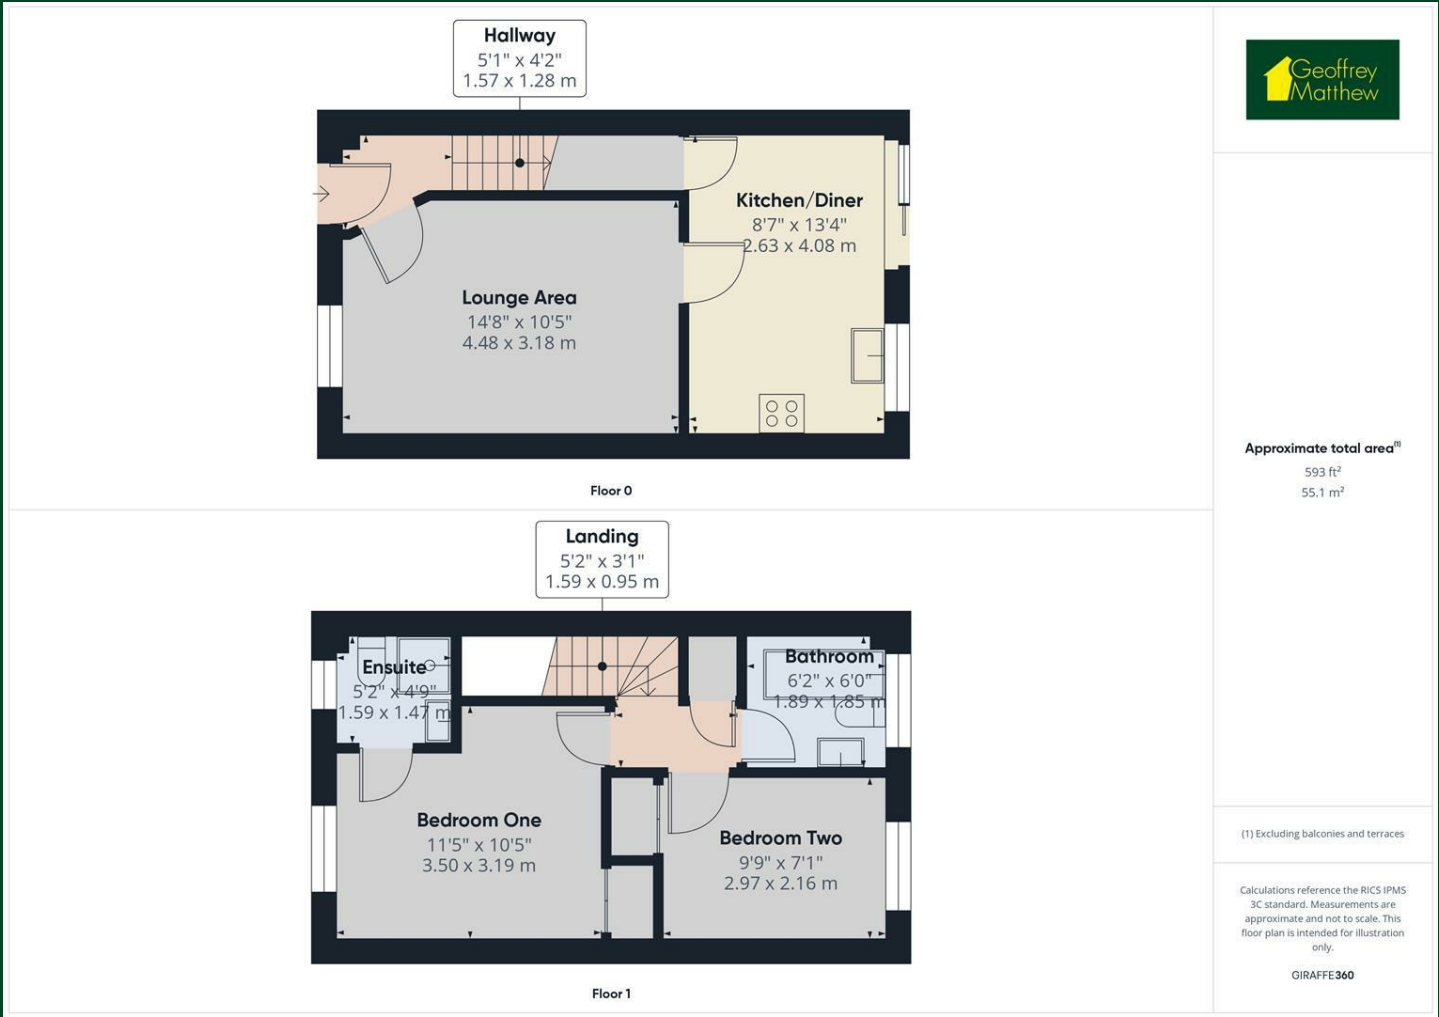 Hallway
5'1" x 4'2"
1.57 x 1.28 m
Kitchen/Diner
8'7" x 13'4"
2.63 x 4.08 m
Lounge Area
14'8" x 10'5"
4.48 x 3.18 m
Floor 0
Landing
5'2" x 3'1"
1.59 x 0.95 m
Ensuite
5'2" x 4'9"
1.59 x 1.47 m
Bathroom
6'2" x 6'0"
1.89 x 1.85 m
Bedroom One
11'5" x 10'5"
3.50 x 3.19 m
Bedroom Two
9'9" x 7'1"
2.97 x 2.16 m
Floor 1
Geoffrey
Matthew
Approximate total area(1)
593 ft²
55.1 m²
(1) Excluding balconies and terraces
Calculations reference the RICS IPMS
3C standard. Measurements are
approximate and not to scale. This
floor plan is intended for illustration
only.
GIRAFFE360